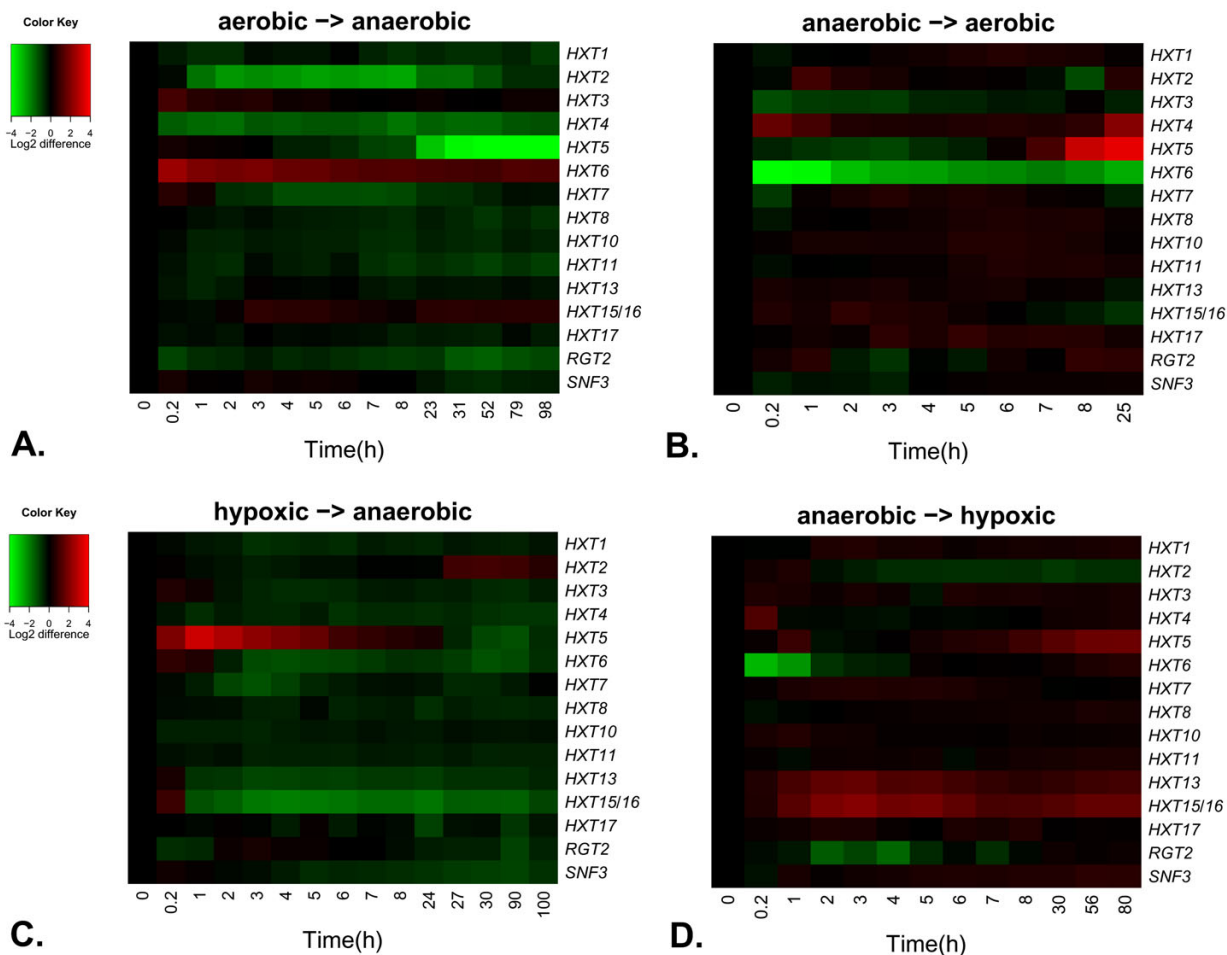 Color Key
−4 −2 0 2 4
Log2 difference
aerobic −> anaerobic
HXT1
HXT2
HXT3
HXT4
HXT5
HXT6
HXT7
HXT8
HXT10
HXT11
HXT13
HXT15/16
HXT17
RGT2
SNF3
0 0.2 1 2 3 4 5 6 7 8 23 31 52 79 98
Time(h)
A.
anaerobic −> aerobic
HXT1
HXT2
HXT3
HXT4
HXT5
HXT6
HXT7
HXT8
HXT10
HXT11
HXT13
HXT15/16
HXT17
RGT2
SNF3
0 0.2 1 2 3 4 5 6 7 8 25
Time(h)
B.
Color Key
−4 −2 0 2 4
Log2 difference
hypoxic −> anaerobic
HXT1
HXT2
HXT3
HXT4
HXT5
HXT6
HXT7
HXT8
HXT10
HXT11
HXT13
HXT15/16
HXT17
RGT2
SNF3
0 0.2 1 2 3 4 5 6 7 8 24 27 30 90 100
Time(h)
C.
anaerobic −> hypoxic
HXT1
HXT2
HXT3
HXT4
HXT5
HXT6
HXT7
HXT8
HXT10
HXT11
HXT13
HXT15/16
HXT17
RGT2
SNF3
0 0.2 1 2 3 4 5 6 7 8 30 56 80
Time(h)
D.